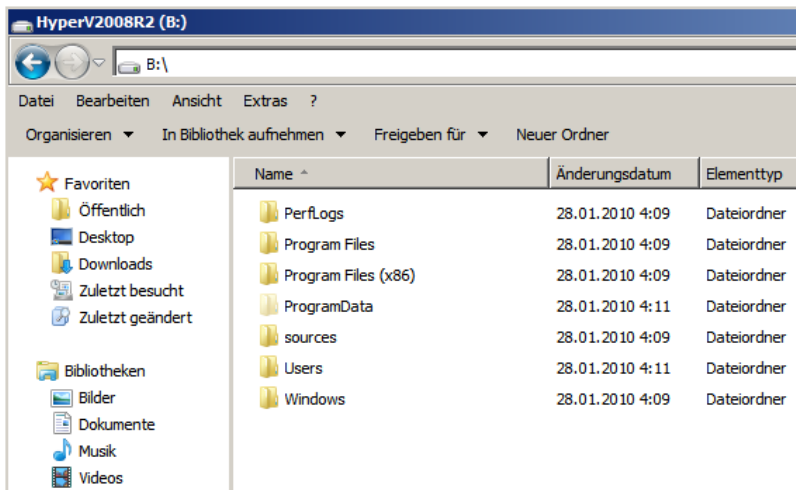 HyperV2008R2 (B:)
B:\
Datei Bearbeiten Ansicht Extras ?
Organisieren In Bibliothek aufnehmen Freigeben für Neuer Ordner
Favoriten
Öffentlich
Desktop
Downloads
Zuletzt besucht
Zuletzt geändert
Bibliotheken
Bilder
Dokumente
Musik
Videos
Name Änderungsdatum Elementtyp
PerfLogs 28.01.2010 4:09 Dateiordner
Program Files 28.01.2010 4:09 Dateiordner
Program Files (x86) 28.01.2010 4:09 Dateiordner
ProgramData 28.01.2010 4:11 Dateiordner
sources 28.01.2010 4:09 Dateiordner
Users 28.01.2010 4:11 Dateiordner
Windows 28.01.2010 4:09 Dateiordner